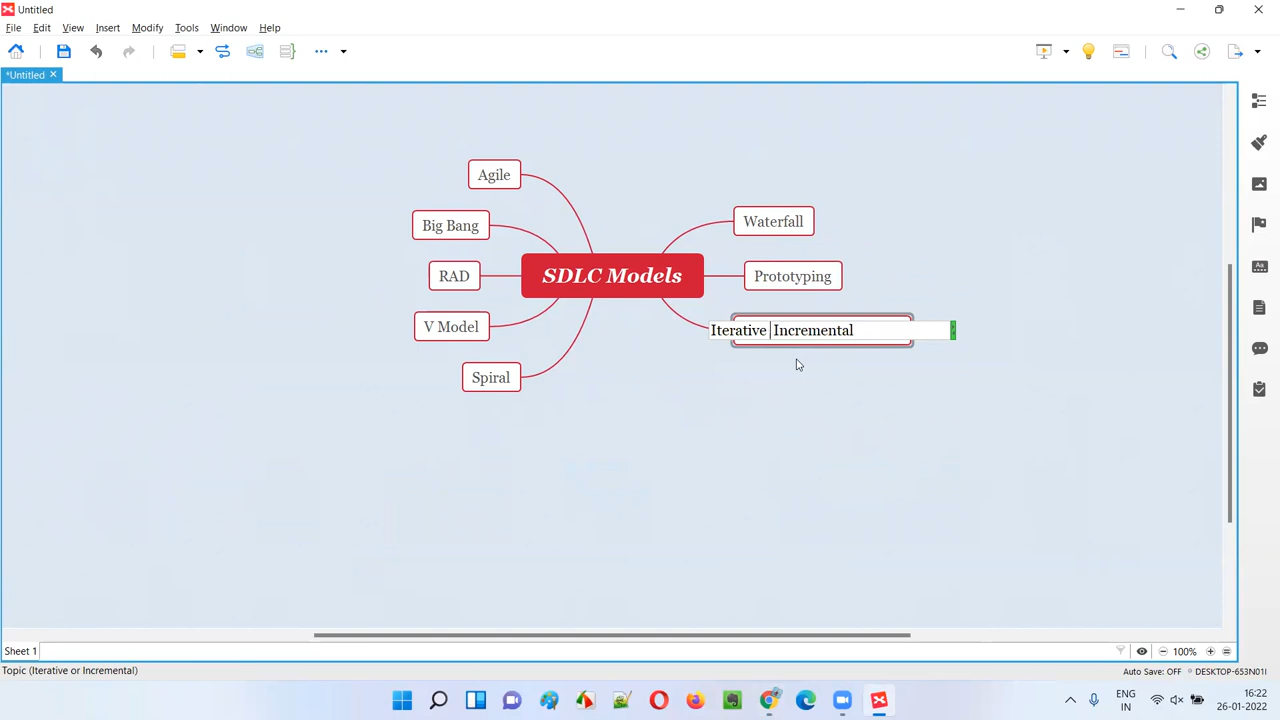 Untitled
File Edit View Insert Modify Tools Window Help
*Untitled
Agile
Big Bang
RAD
V Model
Spiral
SDLC Models
Waterfall
Prototyping
Iterative Incremental
Sheet 1
100%
Topic (Iterative or Incremental)
Auto Save: OFF
DESKTOP-653N01I
ENG
IN
16:22
26-01-2022